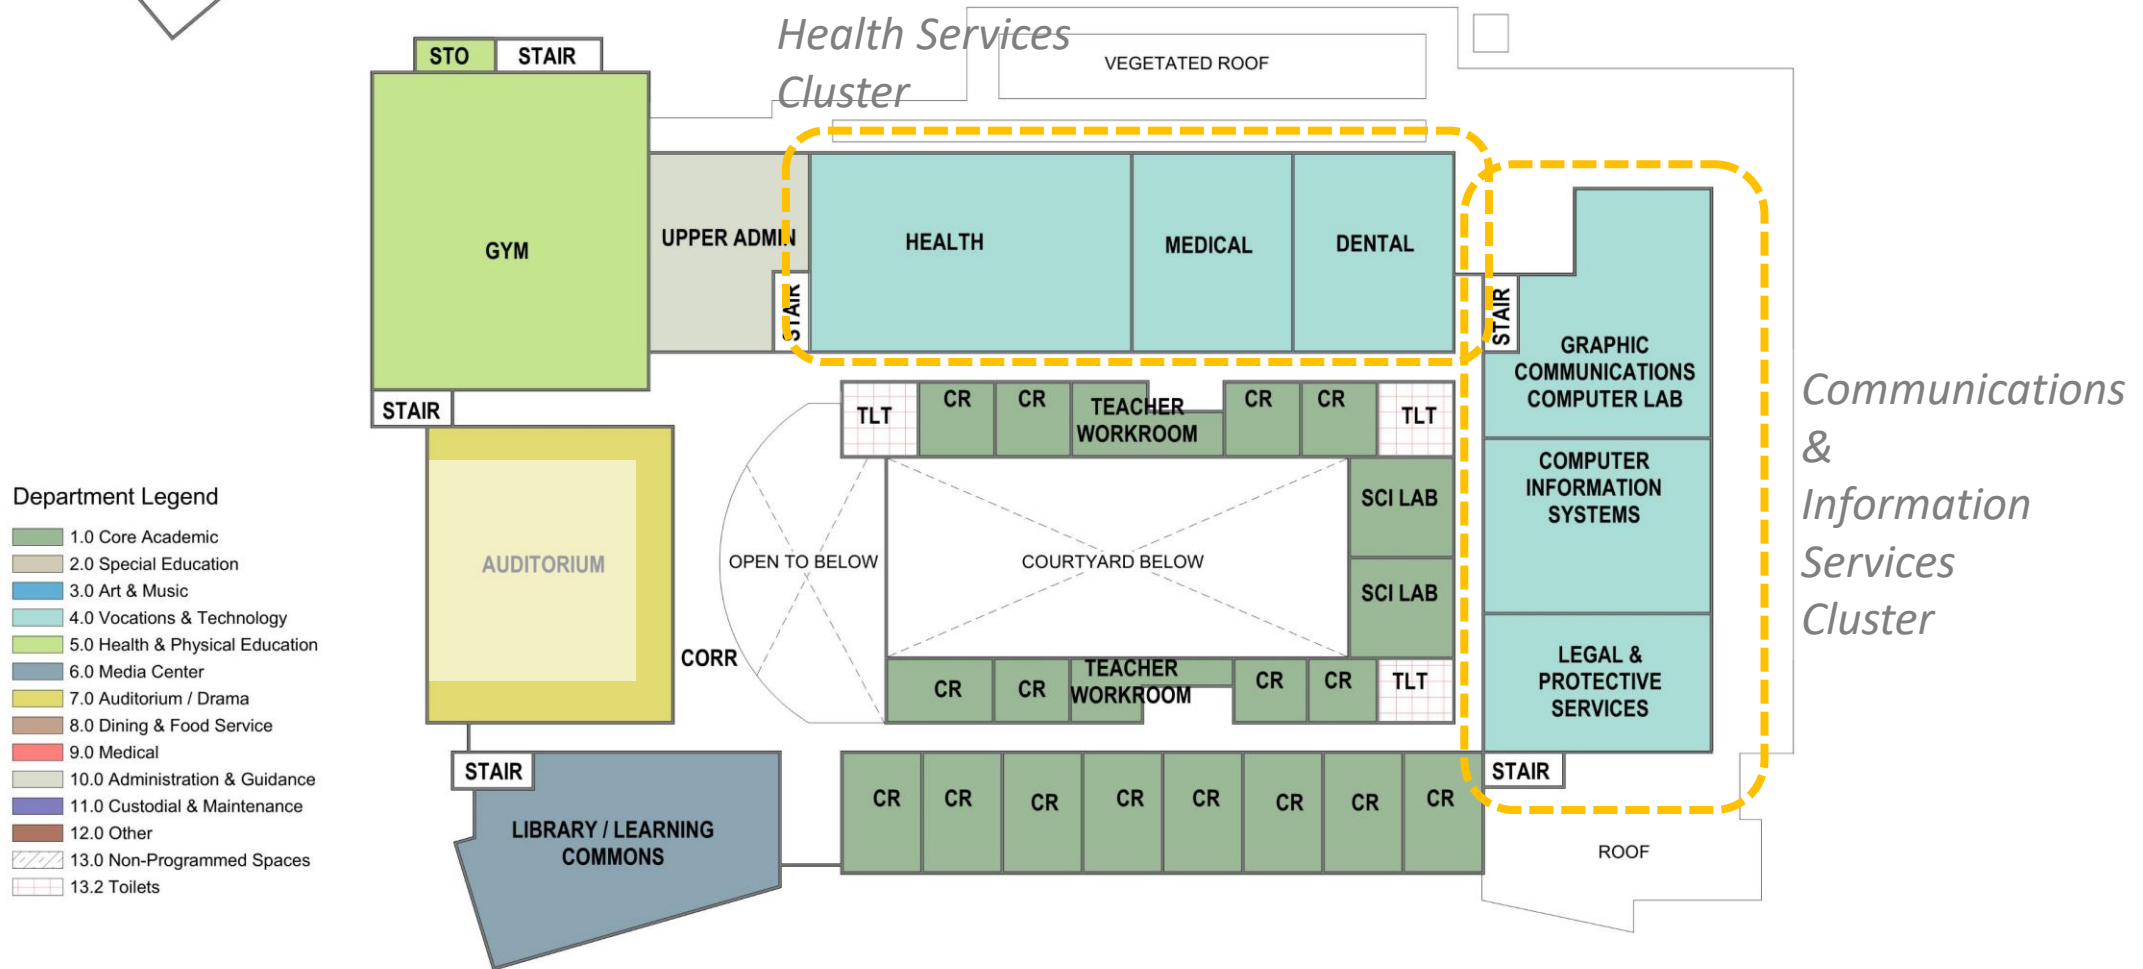 Health Services
Cluster
STO
STAIR
VEGETATED ROOF
GYM
UPPER ADMIN
STAIR
HEALTH
MEDICAL
DENTAL
STAIR
GRAPHIC
COMMUNICATIONS
COMPUTER LAB
STAIR
TLT
CR
CR
TEACHER
WORKROOM
CR
CR
TLT
Communications
&
Information
Services
Cluster
COMPUTER
INFORMATION
SYSTEMS
SCI LAB
AUDITORIUM
OPEN TO BELOW
COURTYARD BELOW
SCI LAB
CORR
CR
CR
TEACHER
WORKROOM
CR
CR
TLT
LEGAL &
PROTECTIVE
SERVICES
STAIR
STAIR
CR
CR
CR
CR
CR
CR
CR
CR
LIBRARY / LEARNING
COMMONS
ROOF
Department Legend
1.0 Core Academic
2.0 Special Education
3.0 Art & Music
4.0 Vocations & Technology
5.0 Health & Physical Education
6.0 Media Center
7.0 Auditorium / Drama
8.0 Dining & Food Service
9.0 Medical
10.0 Administration & Guidance
11.0 Custodial & Maintenance
12.0 Other
13.0 Non-Programmed Spaces
13.2 Toilets